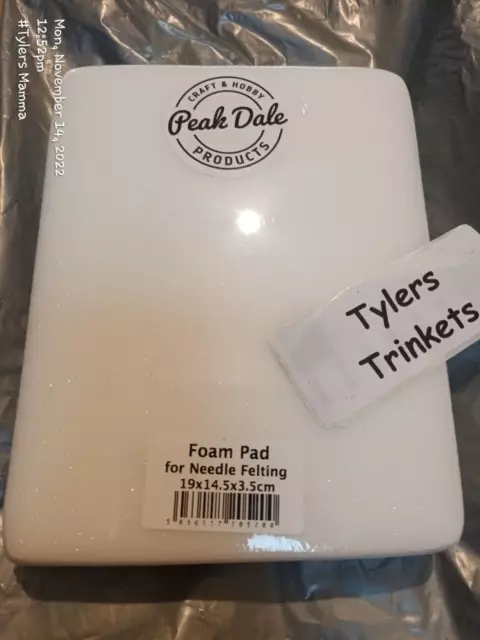 Mon, November 14, 2022
12:52pm
#Tylers Mamma
CRAFT & HOBBY
Peak Dale
PRODUCTS
Tylers
Trinkets
Foam Pad
for Needle Felting
19x14.5x3.5cm